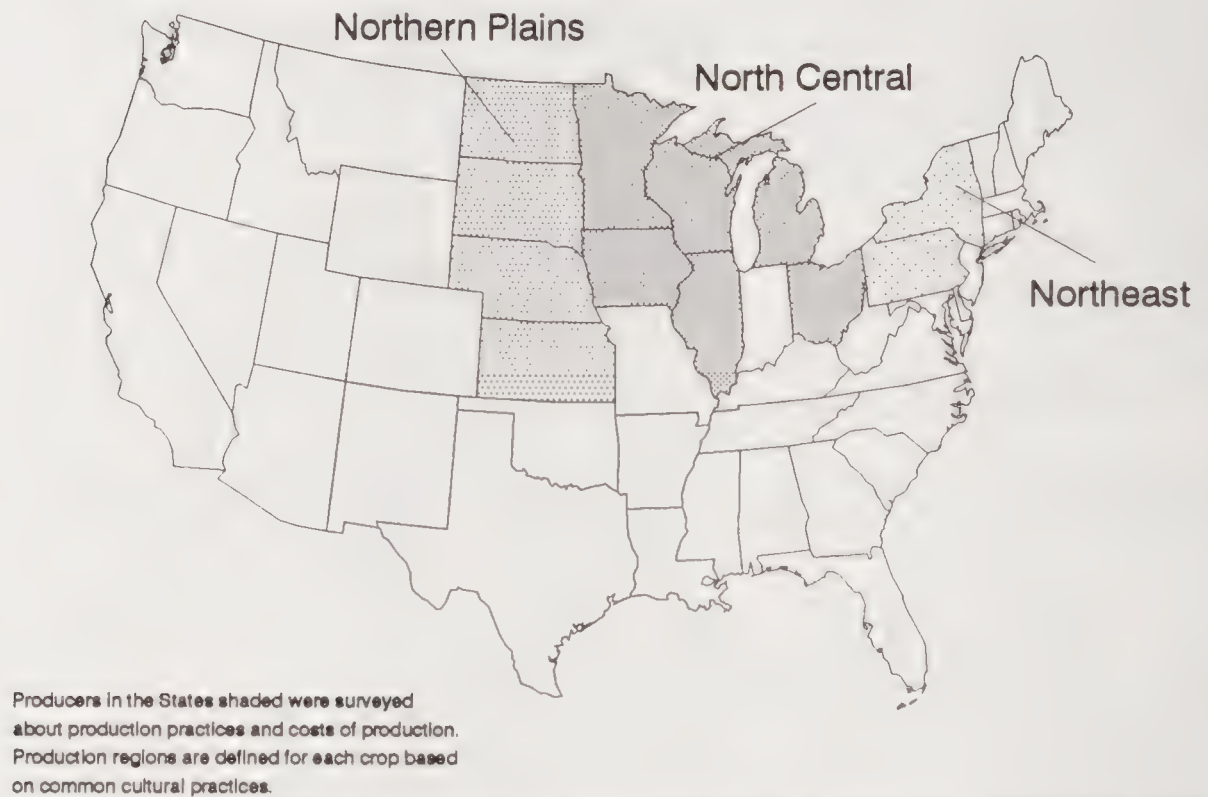 Northern Plains
North Central
Northeast
Producers in the States shaded were surveyed
about production practices and costs of production.
Production regions are defined for each crop based
on common cultural practices.